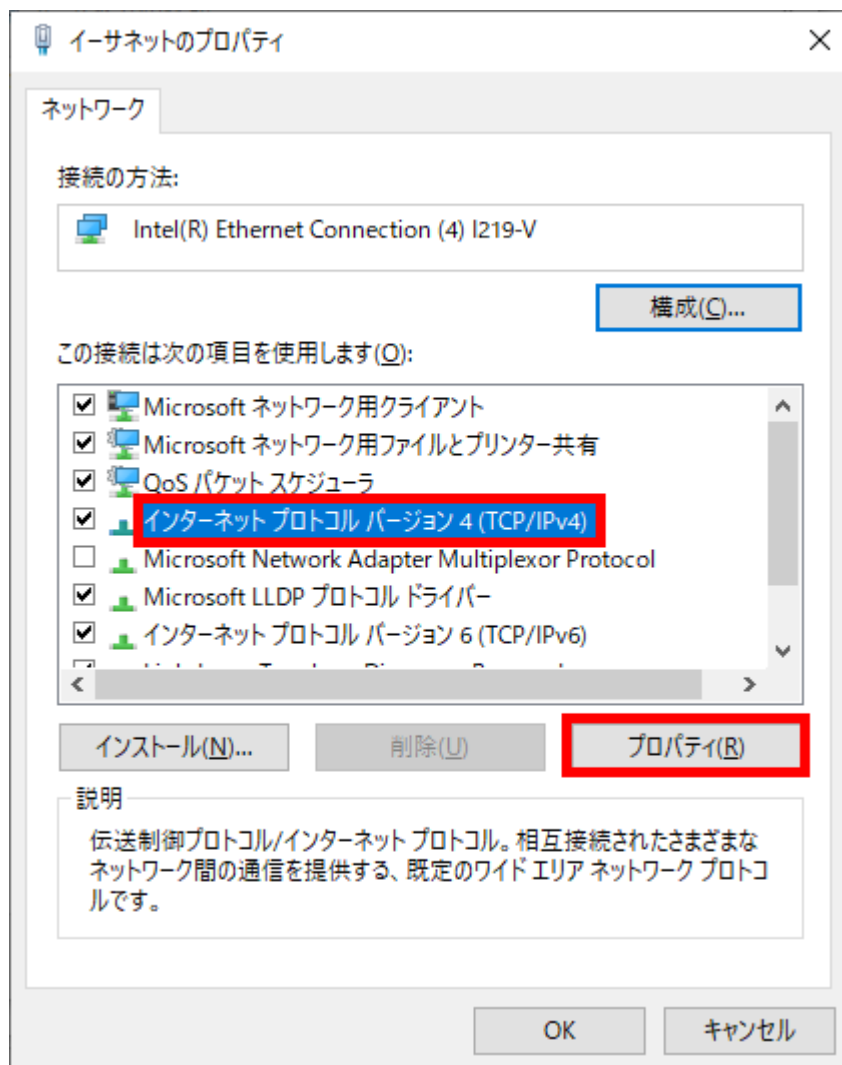 イーサネットのプロパティ
ネットワーク
接続の方法:
Intel(R) Ethernet Connection (4) I219-V
構成(C)...
この接続は次の項目を使用します(O):
Microsoft ネットワーク用クライアント
Microsoft ネットワーク用ファイルとプリンター共有
QoS パケット スケジューラ
インターネット プロトコル バージョン 4 (TCP/IPv4)
Microsoft Network Adapter Multiplexor Protocol
Microsoft LLDP プロトコル ドライバー
インターネット プロトコル バージョン 6 (TCP/IPv6)
インストール(N)...
削除(U)
プロパティ(R)
説明
伝送制御プロトコル/インターネット プロトコル。相互接続されたさまざまな
ネットワーク間の通信を提供する、既定のワイド エリア ネットワーク プロトコ
ルです。
OK
キャンセル